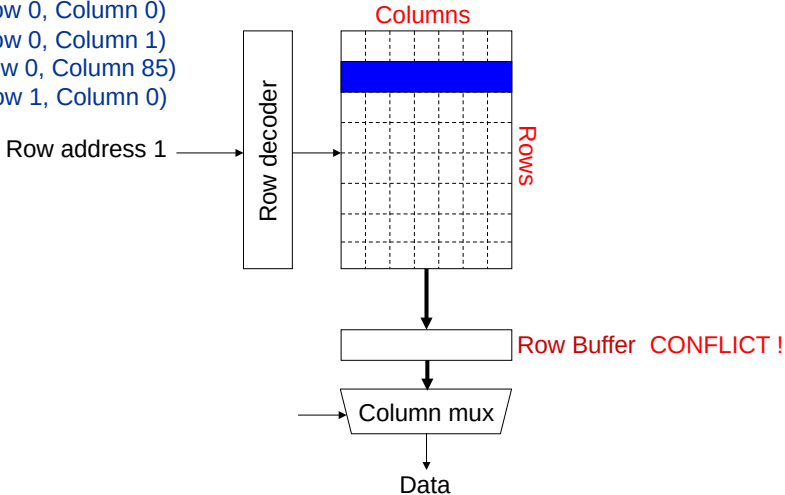 ow 0, Column 0)
ow 0, Column 1)
w 0, Column 85)
ow 1, Column 0)
Columns
Row address 1
Row decoder
Rows
Row Buffer CONFLICT !
Column mux
Data